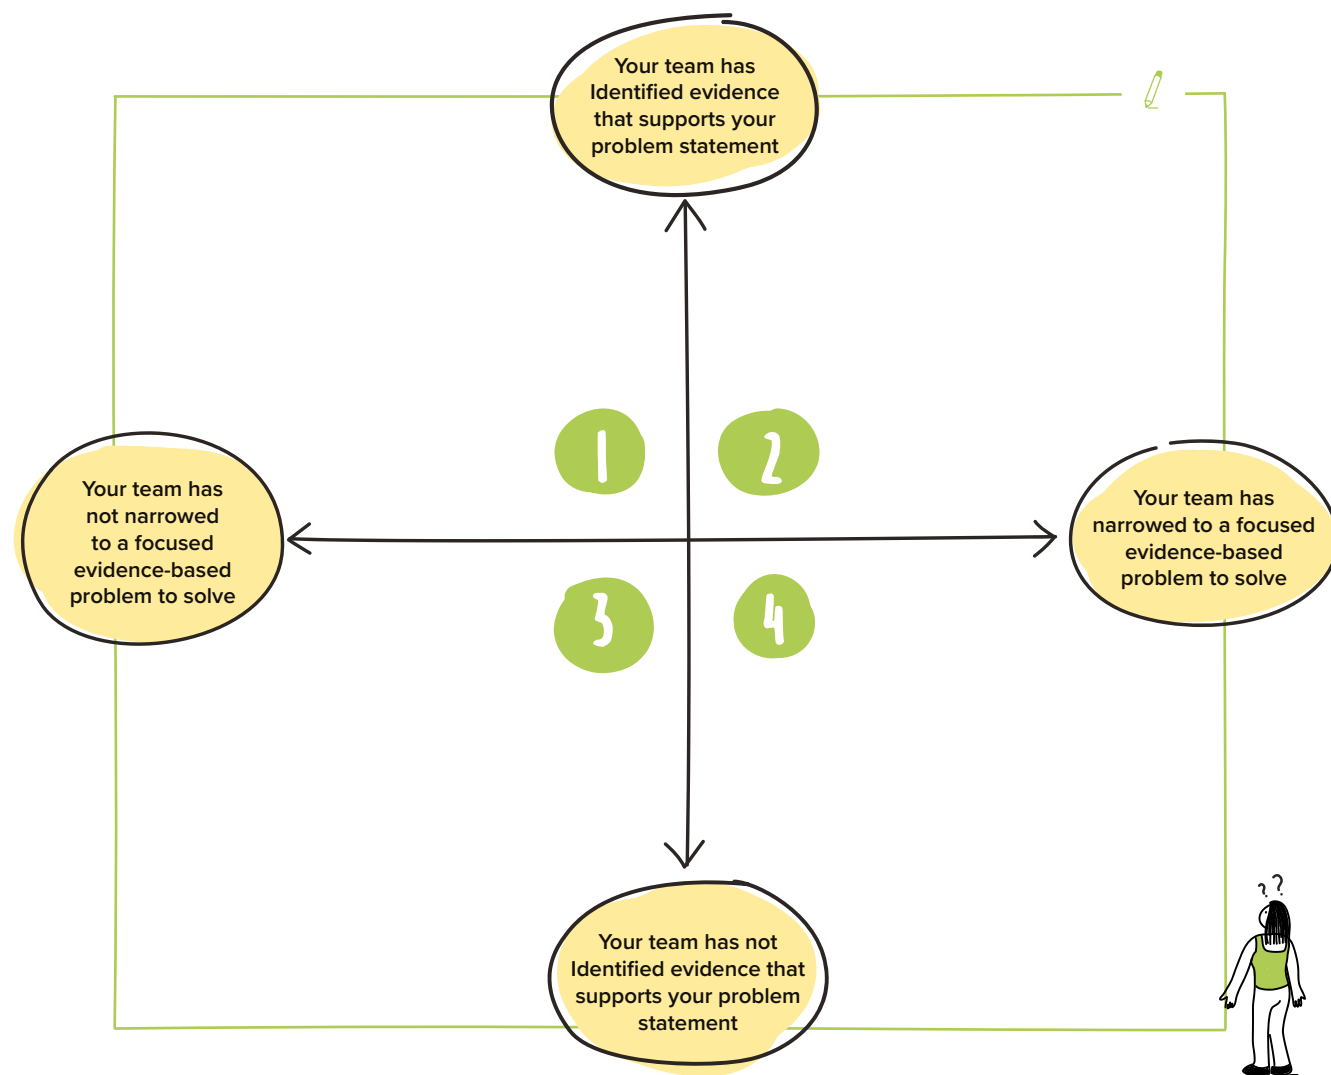 Your team has
Identified evidence
that supports your
problem statement
1
2
Your team has
not narrowed
to a focused
evidence-based
problem to solve
Your team has
narrowed to a focused
evidence-based
problem to solve
3
4
Your team has not
Identified evidence that
supports your problem
statement
? ?